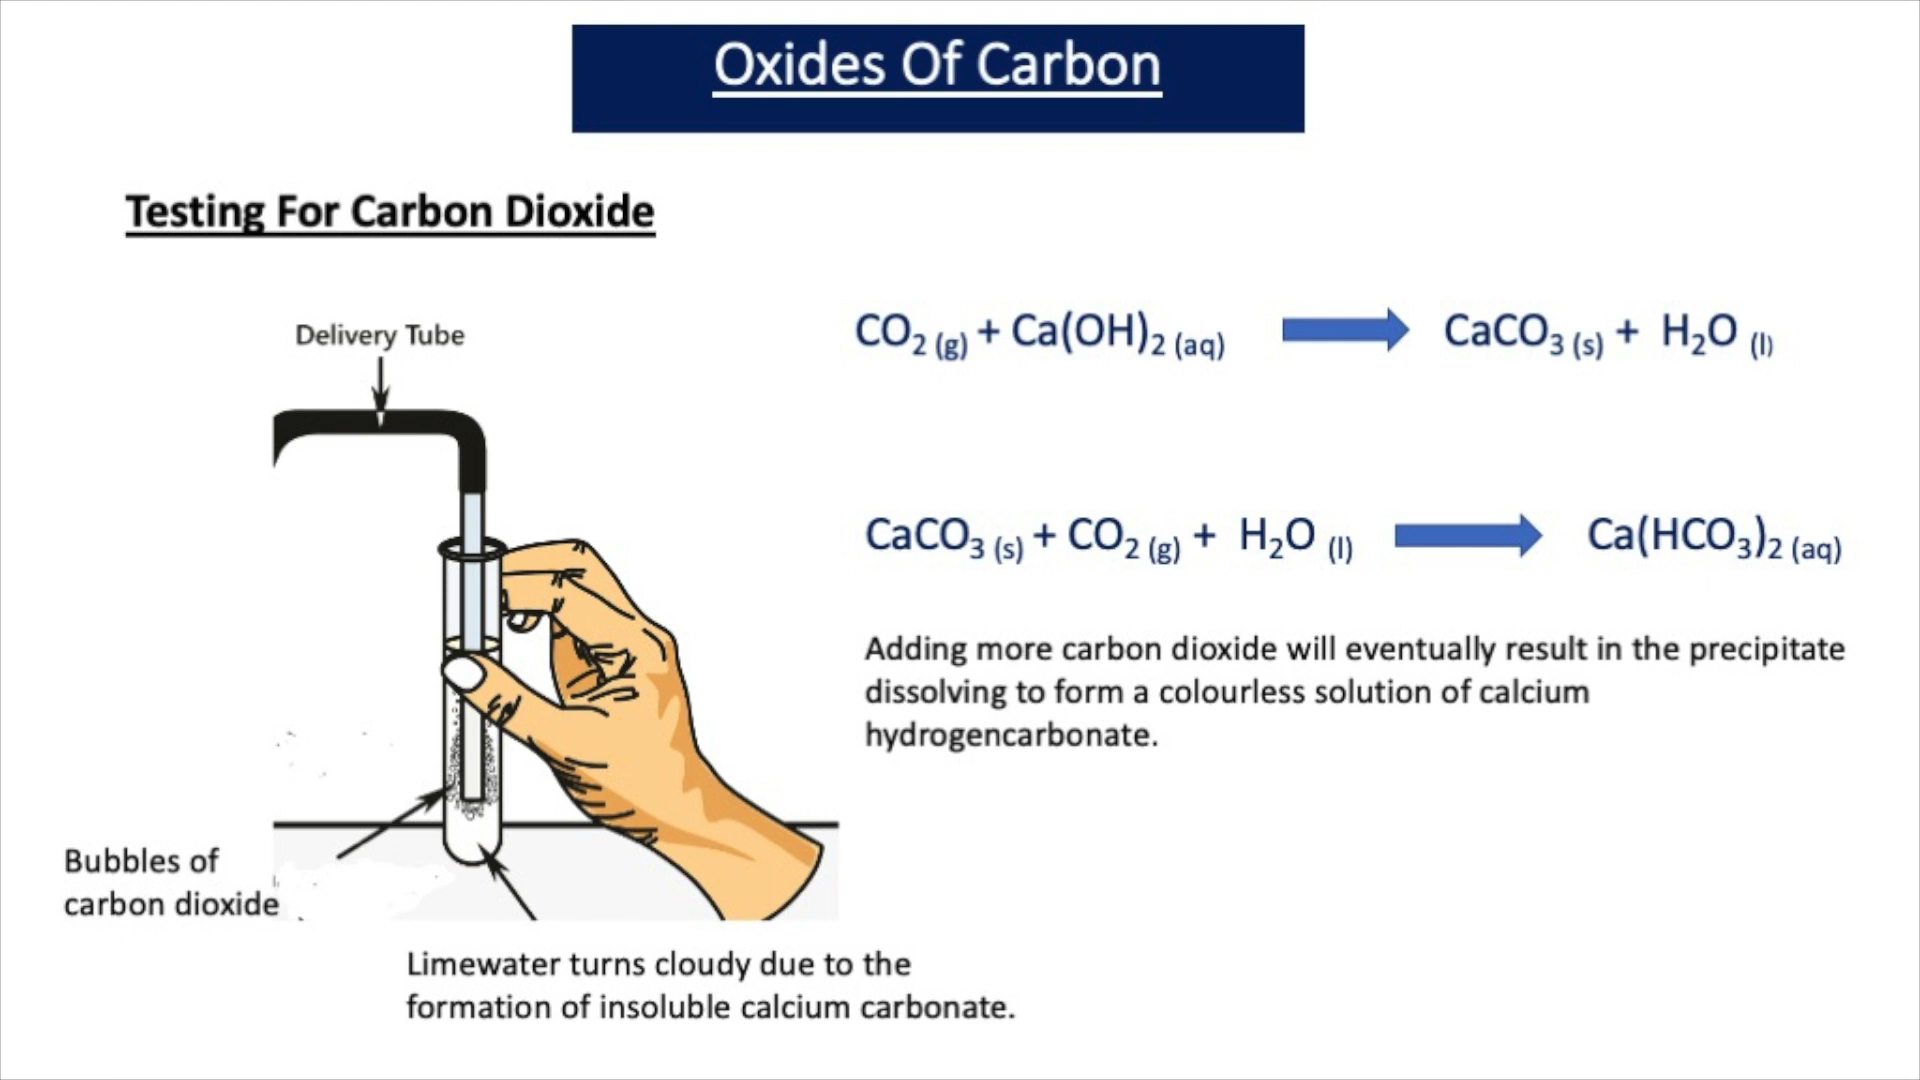 Oxides Of Carbon
Testing For Carbon Dioxide
Delivery Tube
CO₂ (g) + Ca(OH)₂ (aq) → CaCO₃ (s) + H₂O (l)
CaCO₃ (s) + CO₂ (g) + H₂O (l) → Ca(HCO₃)₂ (aq)
Adding more carbon dioxide will eventually result in the precipitate
dissolving to form a colourless solution of calcium
hydrogencarbonate.
Bubbles of
carbon dioxide
Limewater turns cloudy due to the
formation of insoluble calcium carbonate.